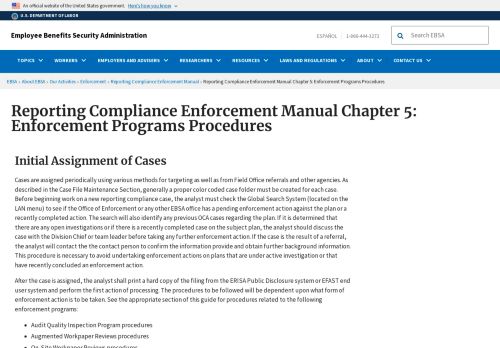 An official website of the United States government. Here's how you know
U.S. DEPARTMENT OF LABOR
Employee Benefits Security Administration
ESPAÑOL | 1-866-444-3272
Search EBSA
TOPICS WORKERS EMPLOYERS AND ADVISERS RESEARCHERS RESOURCES LAWS AND REGULATIONS ABOUT CONTACT US
EBSA » About EBSA » Our Activities » Enforcement » Reporting Compliance Enforcement Manual » Reporting Compliance Enforcement Manual Chapter 5: Enforcement Programs Procedures
Reporting Compliance Enforcement Manual Chapter 5:
Enforcement Programs Procedures
Initial Assignment of Cases
Cases are assigned periodically using various methods for targeting as well as from Field Office referrals and other agencies. As
described in the Case File Maintenance Section, generally a proper color coded case folder must be created for each case.
Before beginning work on a new reporting compliance case, the analyst must check the Global Search System (located on the
LAN menu) to see if the Office of Enforcement or any other EBSA office has a pending enforcement action against the plan or a
recently completed action. The search will also identify any previous OCA cases regarding the plan. If it is determined that
there are any open investigations or if there is a recently completed case on the subject plan, the analyst should discuss the
case with the Division Chief or team leader before taking any further enforcement action. If the case is the result of a referral,
the analyst will contact the the contact person to confirm the information provide and obtain further background information
This procedure is necessary to avoid undertaking enforcement actions on plans that are under active investigation or that
have recently concluded an enforcement action.
After the case is assigned, the analyst shall print a hard copy of the filing from the ERISA Public Disclosure system or EFAST end
user system and perform the first action of processing. The procedures to be followed will be dependent upon what form of
enforcement action is to be taken. See the appropriate section of this guide for procedures related to the following
enforcement programs:
• Audit Quality Inspection Program procedures
• Augmented Workpaper Reviews procedures
• On-Site Workpaper Reviews procedures